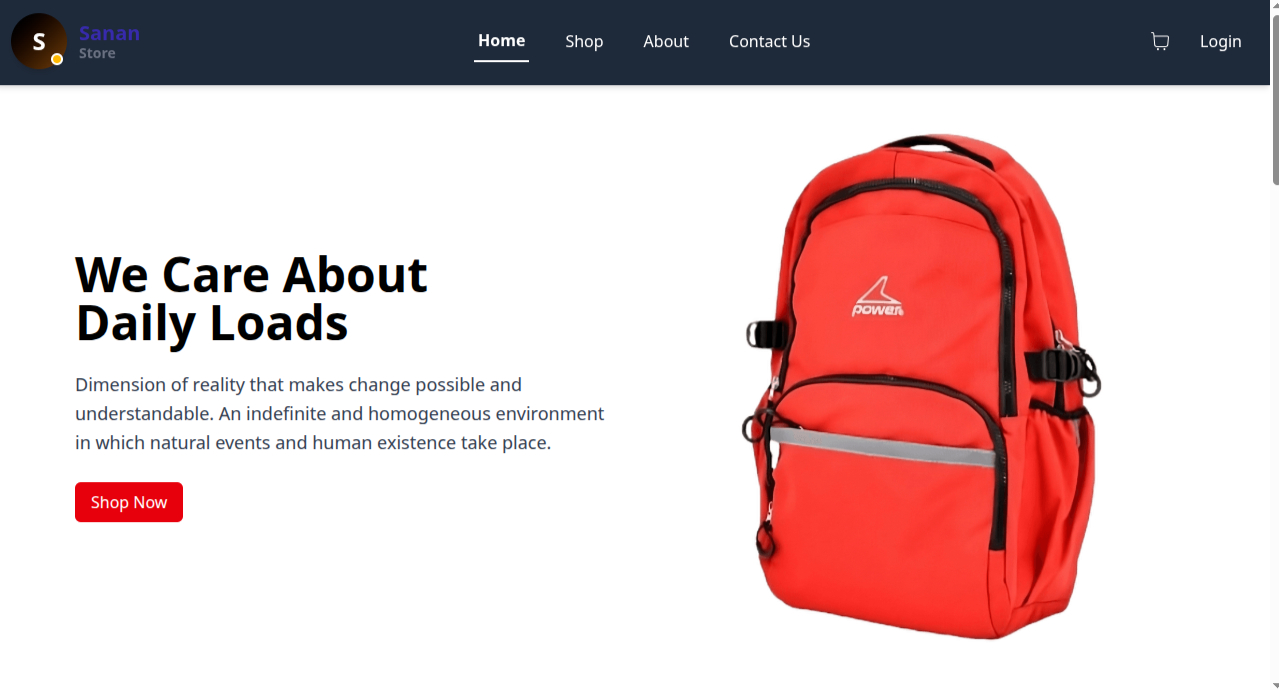 S
Sanan
Store
Home
Shop
About
Contact Us
Login
We Care About
Daily Loads
Dimension of reality that makes change possible and
understandable. An indefinite and homogeneous environment
in which natural events and human existence take place.
Shop Now
power